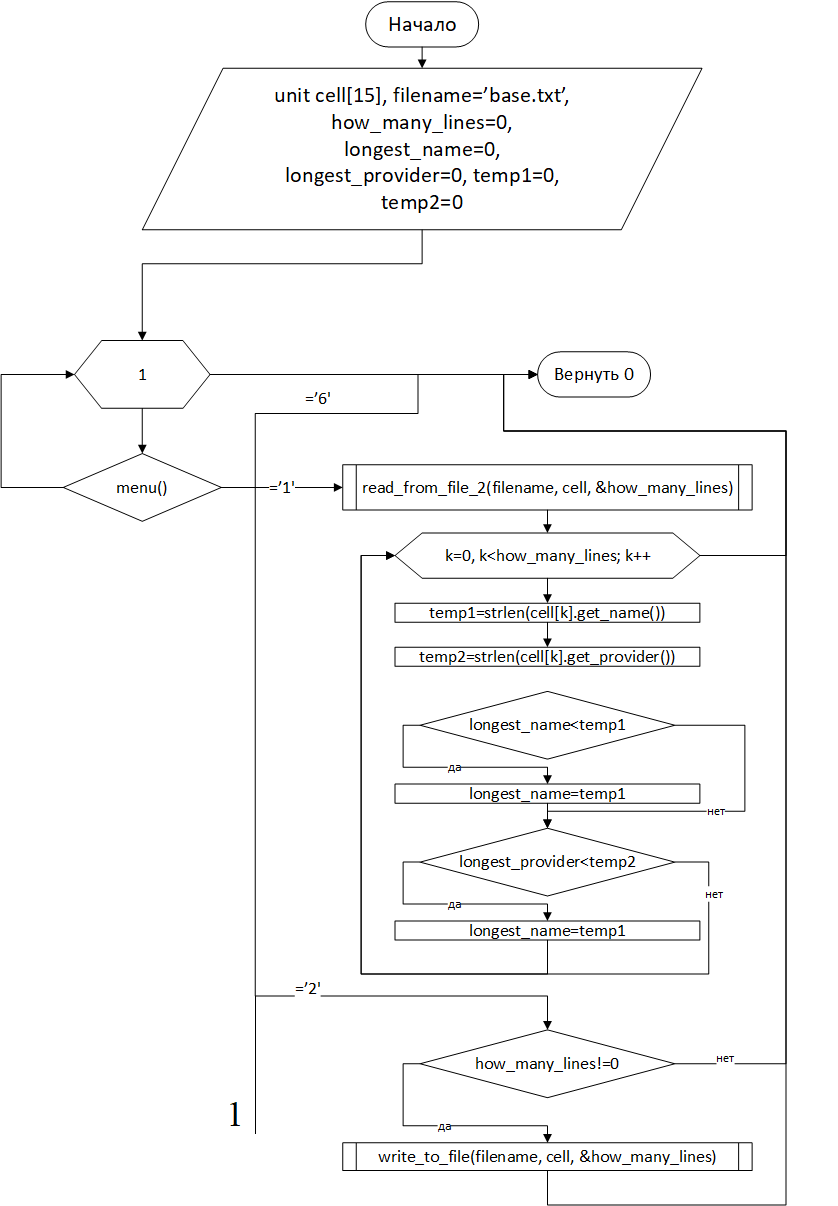 Начало
unit cell[15], filename=’base.txt’,
how_many_lines=0,
longest_name=0,
longest_provider=0, temp1=0,
temp2=0
1
Вернуть 0
=’6'
menu()
=’1'
read_from_file_2(filename, cell, &how_many_lines)
k=0, k<how_many_lines; k++
temp1=strlen(cell[k].get_name())
temp2=strlen(cell[k].get_provider())
longest_name<temp1
да
longest_name=temp1
нет
longest_provider<temp2
нет
да
longest_name=temp1
=’2'
how_many_lines!=0
нет
1
да
write_to_file(filename, cell, &how_many_lines)